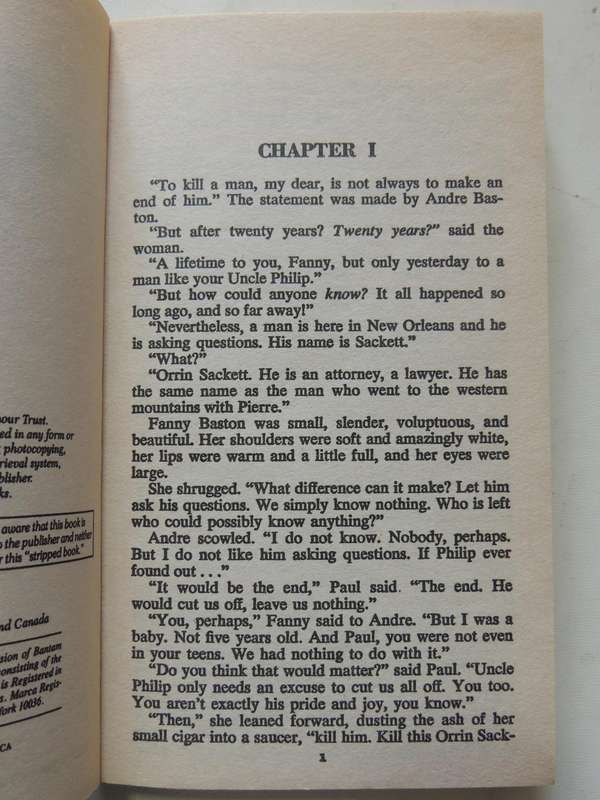 our Trust.
ed in any form or
photocopying,
trieval system,
blisher.
ks.
aware that this book is
o the publisher and neither
r this "stripped book."
nd Canada
sion of Bantam
onsisting of the
is Registered in
s. Marca Regis-
ork 10036.
CA
CHAPTER I
"To kill a man, my dear, is not always to make an
end of him." The statement was made by Andre Bas-
ton.
"But after twenty years? Twenty years?" said the
woman.
"A lifetime to you, Fanny, but only yesterday to a
man like your Uncle Philip."
"But how could anyone know? It all happened so
long ago, and so far away!"
"Nevertheless, a man is here in New Orleans and he
is asking questions. His name is Sackett."
"What?"
"Orrin Sackett. He is an attorney, a lawyer. He has
the same name as the man who went to the western
mountains with Pierre."
Fanny Baston was small, slender, voluptuous, and
beautiful. Her shoulders were soft and amazingly white,
her lips were warm and a little full, and her eyes were
large.
She shrugged. "What difference can it make? Let him
ask his questions. We simply know nothing. Who is left
who could possibly know anything?"
Andre scowled. "I do not know. Nobody, perhaps.
But I do not like him asking questions. If Philip ever
found out . . ."
"It would be the end," Paul said. "The end. He
would cut us off, leave us nothing."
"You, perhaps," Fanny said to Andre. "But I was a
baby. Not five years old. And Paul, you were not even
in your teens. We had nothing to do with it."
"Do you think that would matter?" said Paul. "Uncle
Philip only needs an excuse to cut us all off. You too.
You aren't exactly his pride and joy, you know."
"Then," she leaned forward, dusting the ash of her
small cigar into a saucer, "kill him. Kill this Orrin Sack-
1